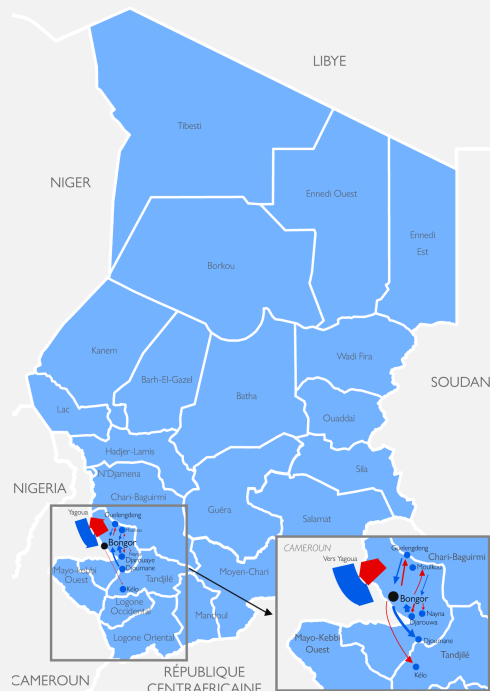 LIBYE
Tibesti
NIGER
Ennedi Ouest
Ennedi
Est
Borkou
Kanem
Wadi Fira
Barh-El-Gazel
Batha
SOUDAN
Lac
Ouaddaï
Hadjer-Lamis
Sila
N'Djamena
NIGERIA
Chari-Baguirmi
Guéra
Salamat
Yagoua
Guelengdeng
Bongor
Djarouaye
Djoumane
Mayo-kebbi
Ouest
Tandjilé
Kélo
Moyen-Chari
Logone
Occidental
Mandoul
Logone Oriental
CAMEROUN
RÉPUBLIQUE
CENTRAFRICAINE
CAMEROUN
Guelengdeng
Vers Yagoua
Chari-Baguirmi
Moulkou
Bongor
Nayna
Djarouwa
Mayo-Kebbi
Ouest
Djoumane
Tandjilé
Kélo